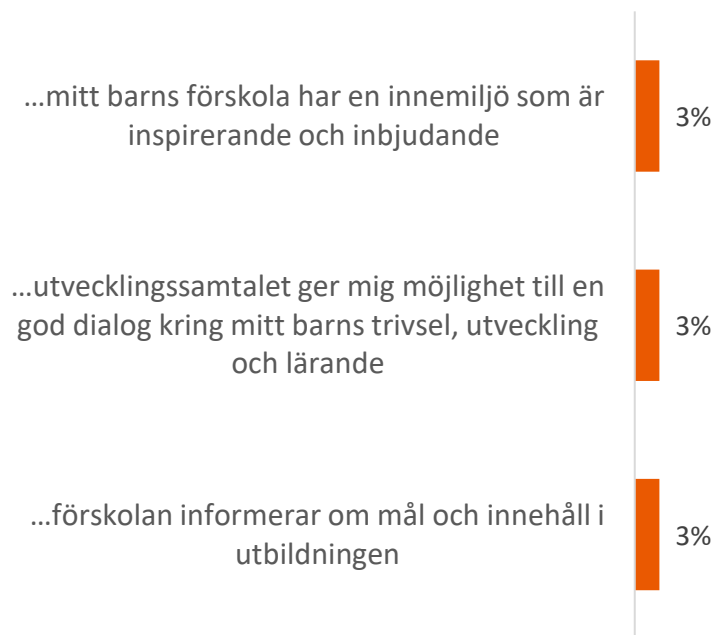 ...mitt barns förskola har en innemiljö som är
inspirerande och inbjudande
3%
...utvecklingssamtalet ger mig möjlighet till en
god dialog kring mitt barns trivsel, utveckling
och lärande
3%
...förskolan informerar om mål och innehåll i
utbildningen
3%